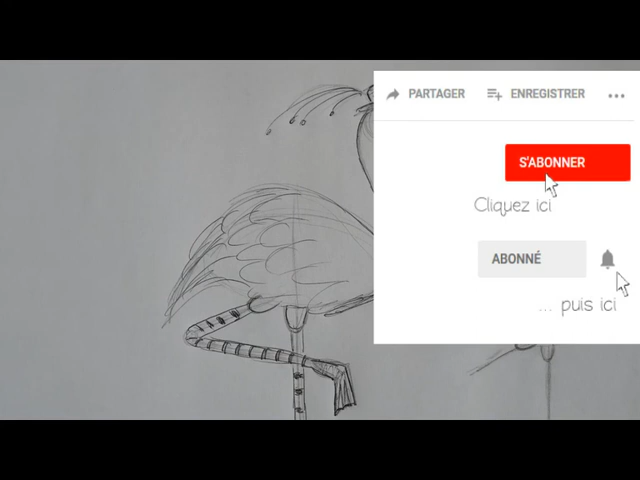 PARTAGER ENREGISTRER
S'ABONNER
Cliquez ici
ABONNÉ
... puis ici